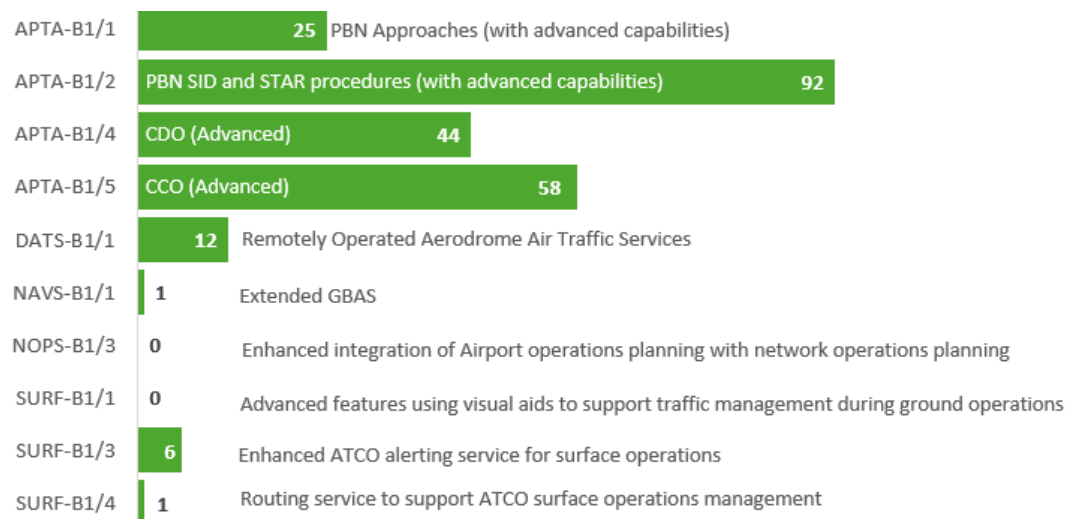 APTA-B1/1 25 PBN Approaches (with advanced capabilities)
APTA-B1/2 PBN SID and STAR procedures (with advanced capabilities) 92
APTA-B1/4 CDO (Advanced) 44
APTA-B1/5 CCO (Advanced) 58
DATS-B1/1 12 Remotely Operated Aerodrome Air Traffic Services
NAVS-B1/1 1 Extended GBAS
NOPS-B1/3 0 Enhanced integration of Airport operations planning with network operations planning
SURF-B1/1 0 Advanced features using visual aids to support traffic management during ground operations
SURF-B1/3 6 Enhanced ATCO alerting service for surface operations
SURF-B1/4 1 Routing service to support ATCO surface operations management